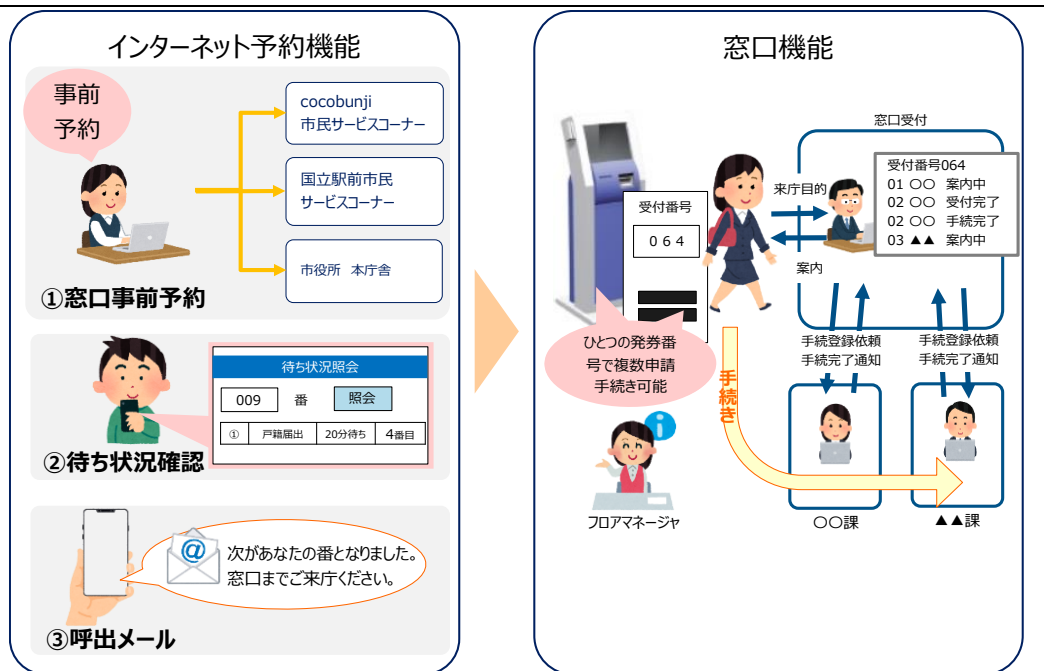 インターネット予約機能
事前
予約
cocobunji
市民サービスコーナー
国立駅前市民
サービスコーナー
市役所 本庁舎
①窓口事前予約
待ち状況照会
009 番 照会
① 戸籍届出 20分待ち 4番目
②待ち状況確認
@
次があなたの番となりました。
窓口までご来庁ください。
③呼出メール
窓口機能
窓口受付
受付番号
064
来庁目的
案内
受付番号064
01 〇〇 案内中
02 〇〇 受付完了
02 〇〇 手続完了
03 ▲▲ 案内中
ひとつの発券番
号で複数申請
手続き可能
手続登録依頼
手続完了通知
手続登録依頼
手続完了通知
手続き
i
フロアマネージャ
〇〇課
▲▲課